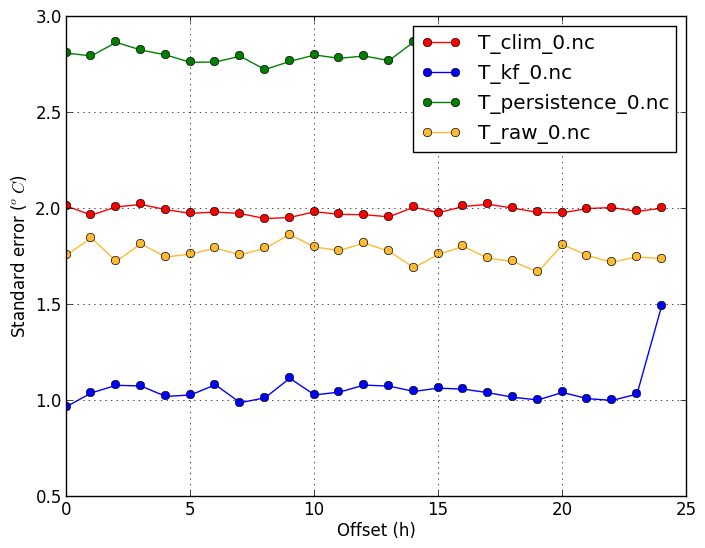 3.0
2.5
2.0
1.5
1.0
0.5
Standard error (° C)
0
5
10
15
20
25
Offset (h)
T_clim_0.nc
T_kf_0.nc
T_persistence_0.nc
T_raw_0.nc